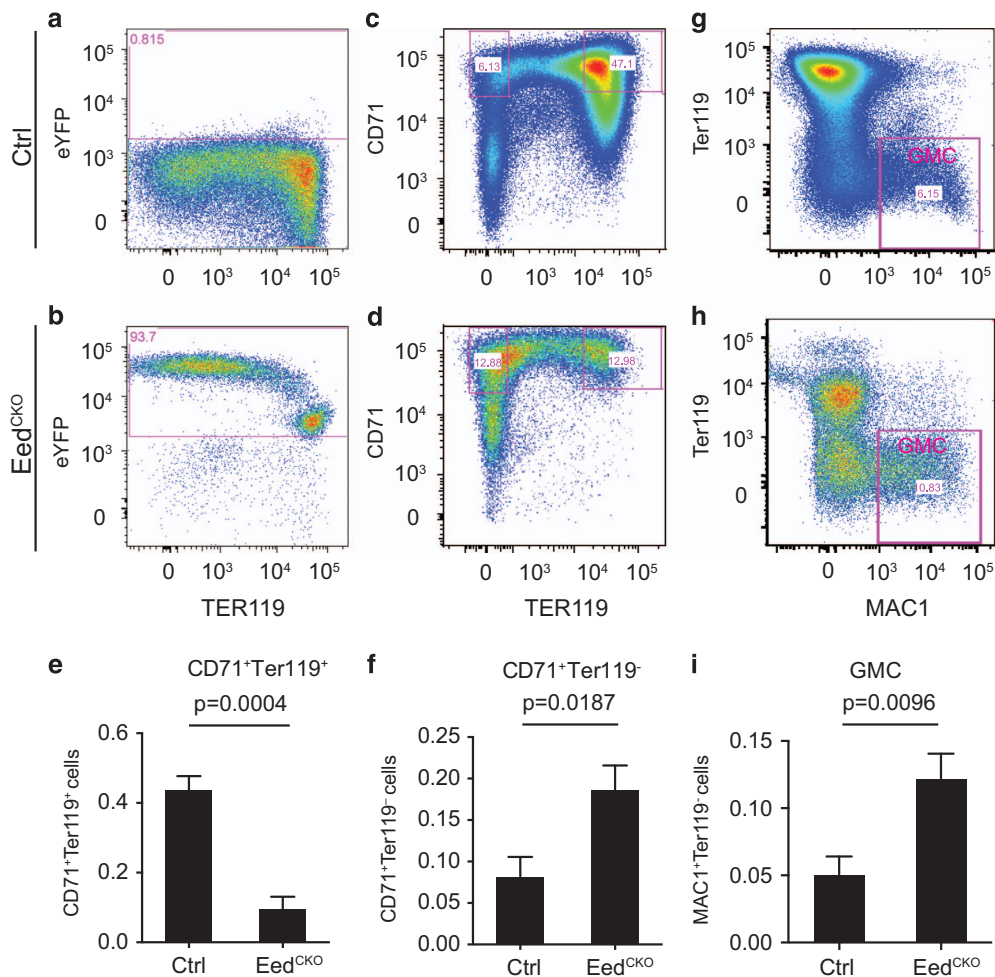 a
0.815
10⁵
10⁴
10³
0
eYFP
Ctrl
0 10³ 10⁴ 10⁵
c
6.13
47.1
10⁵
10⁴
10³
0
CD71
0 10³ 10⁴ 10⁵
g
10⁵
10⁴
10³
0
Ter119
GMC
6.15
0 10³ 10⁴ 10⁵
b
93.7
10⁵
10⁴
10³
0
eYFP
Eed^CKO
0 10³ 10⁴ 10⁵
TER119
d
12.88
12.98
10⁵
10⁴
10³
0
CD71
0 10³ 10⁴ 10⁵
TER119
h
10⁵
10⁴
10³
0
Ter119
GMC
10.83
0 10³ 10⁴ 10⁵
MAC1
e
CD71⁺Ter119⁺
p=0.0004
0.6
0.4
0.2
0.0
CD71⁺Ter119⁺ cells
Ctrl Eed^CKO
f
CD71⁺Ter119⁻
p=0.0187
0.25
0.20
0.15
0.10
0.05
0.00
CD71⁺Ter119⁻ cells
Ctrl Eed^CKO
i
GMC
p=0.0096
0.15
0.10
0.05
0.00
MAC1⁺Ter119⁻ cells
Ctrl Eed^CKO